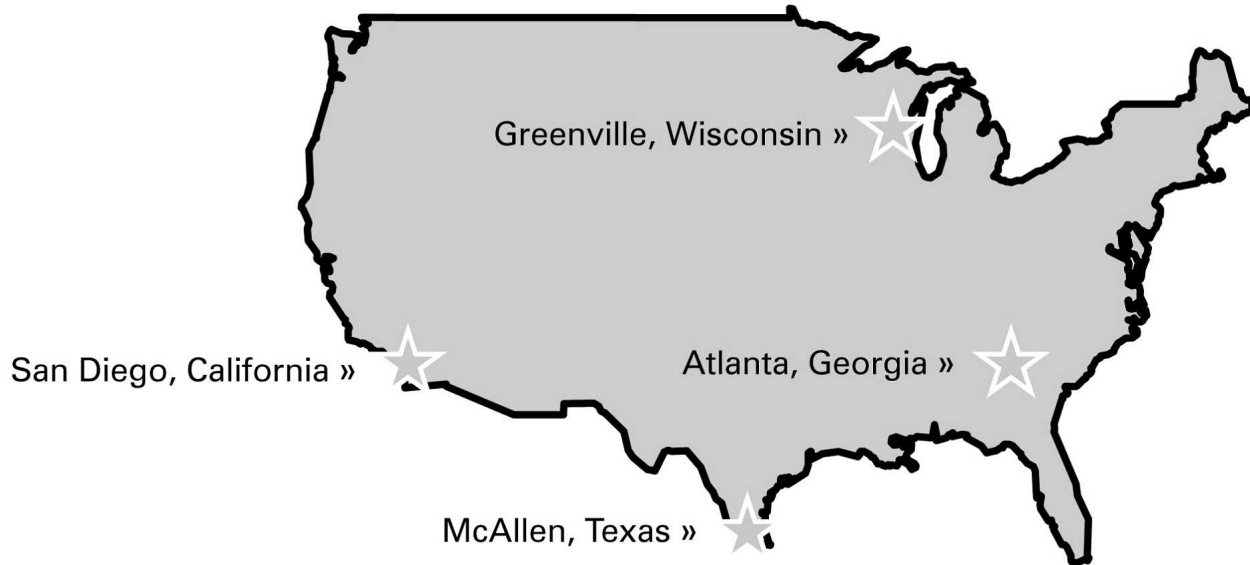 Greenville, Wisconsin »
San Diego, California »
Atlanta, Georgia »
McAllen, Texas »